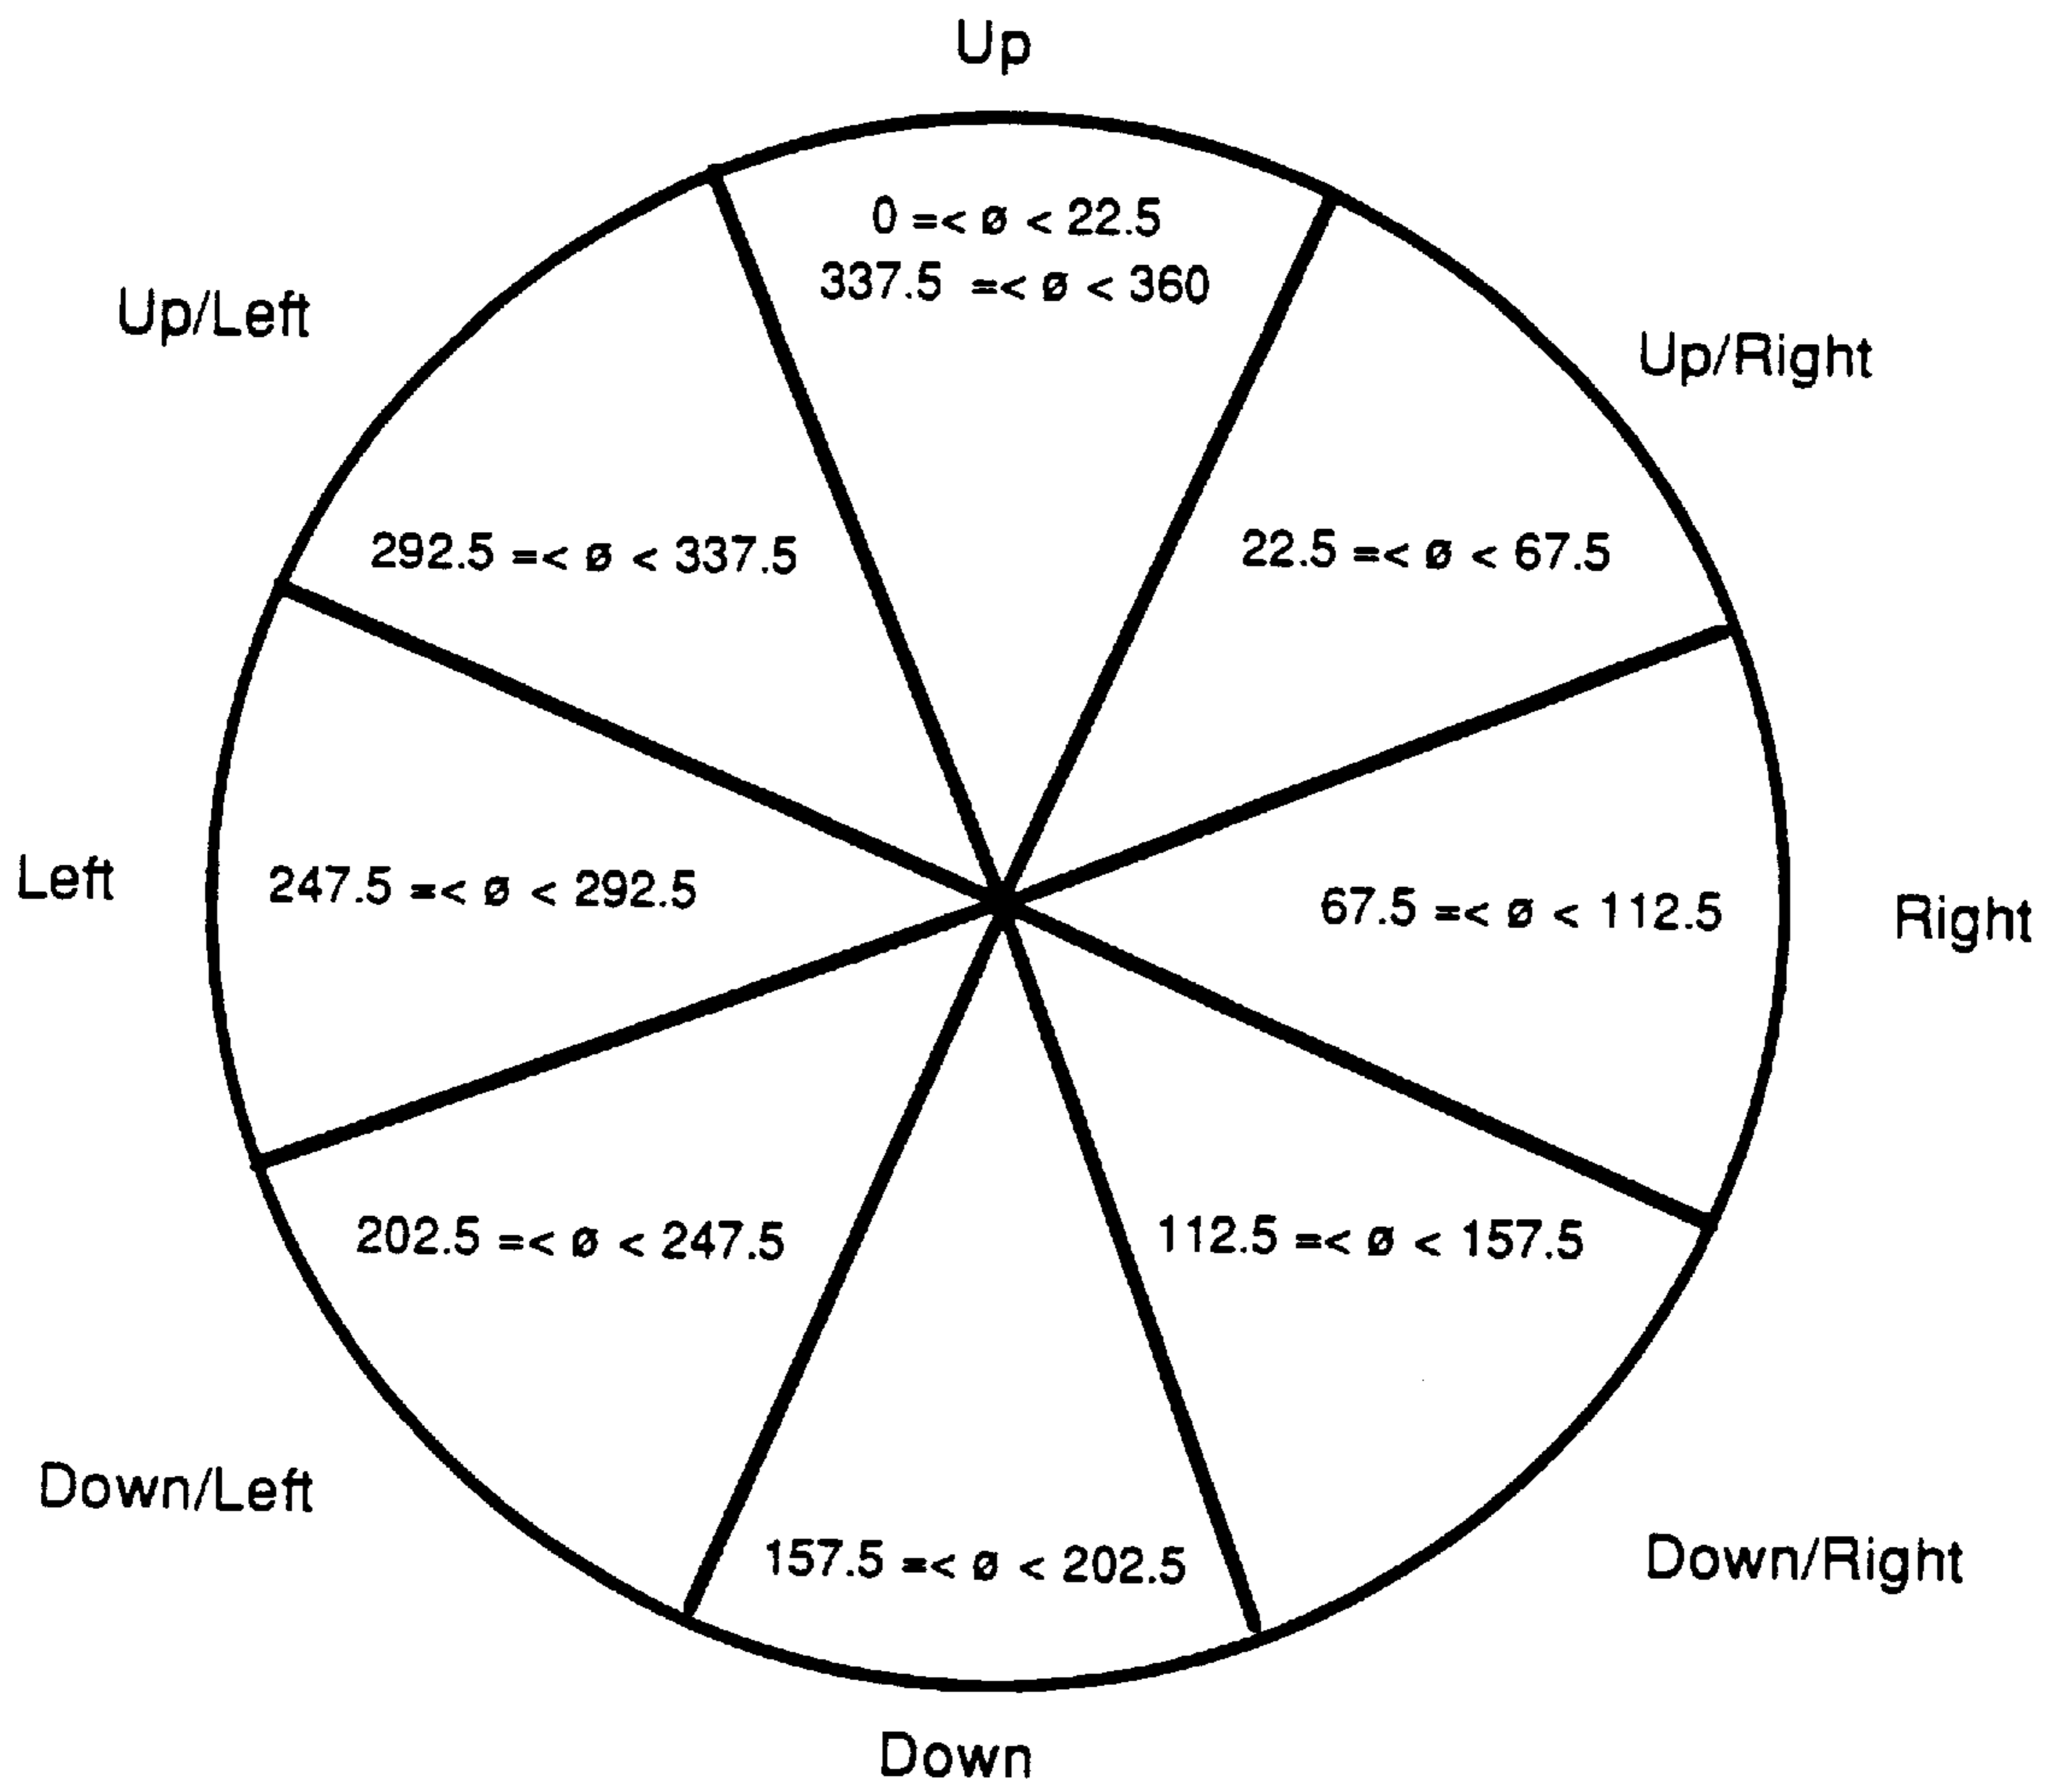 Up
0 =< ø < 22.5
337.5 =< ø < 360
Up/Left
Up/Right
292.5 =< ø < 337.5
22.5 =< ø < 67.5
Left
247.5 =< ø < 292.5
67.5 =< ø < 112.5
Right
202.5 =< ø < 247.5
112.5 =< ø < 157.5
Down/Left
157.5 =< ø < 202.5
Down/Right
Down